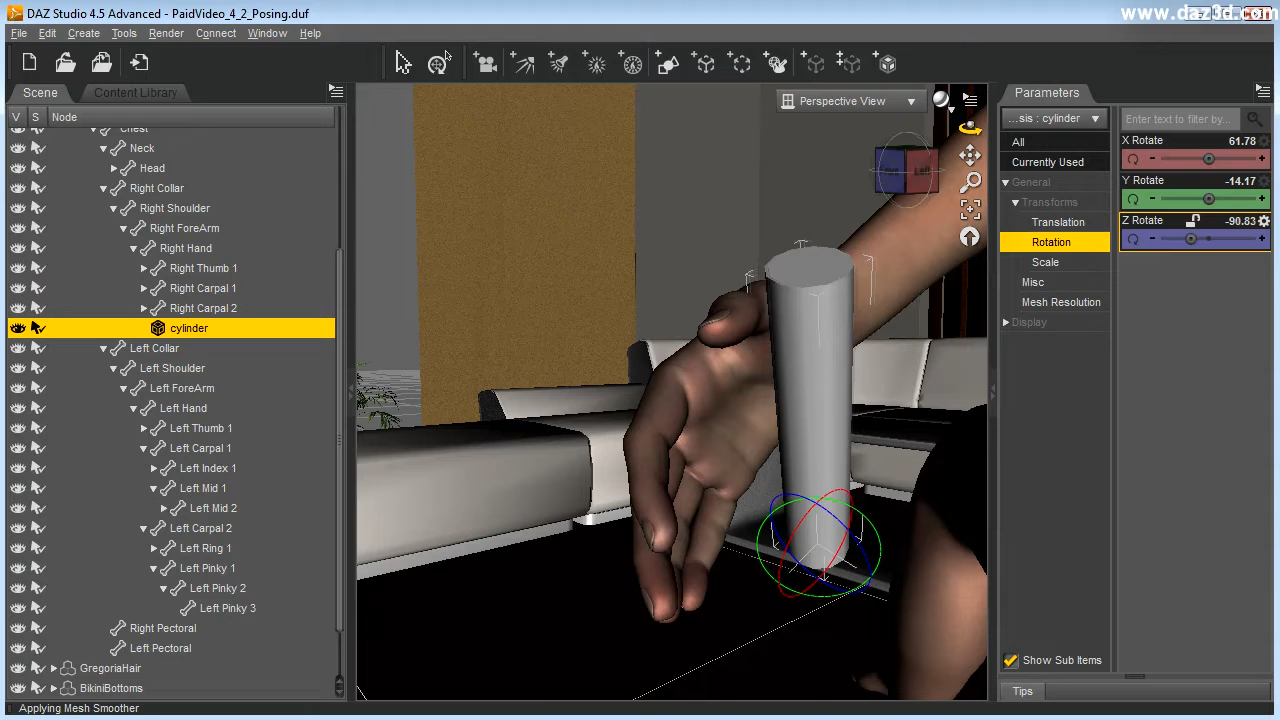 DAZ Studio 4.5 Advanced - PaidVideo_4_2_Posing.duf
www.daz3d.com
File Edit Create Tools Render Connect Window Help
Scene Content Library
V S Node
Chest
Neck
Head
Right Collar
Right Shoulder
Right ForeArm
Right Hand
Right Thumb 1
Right Carpal 1
Right Carpal 2
cylinder
Left Collar
Left Shoulder
Left ForeArm
Left Hand
Left Thumb 1
Left Carpal 1
Left Index 1
Left Mid 1
Left Mid 2
Left Carpal 2
Left Ring 1
Left Pinky 1
Left Pinky 2
Left Pinky 3
Right Pectoral
Left Pectoral
GregoriaHair
BikiniBottoms
Applying Mesh Smoother
Perspective View
Parameters
...sis : cylinder
Enter text to filter by...
All
Currently Used
General
Transforms
Translation
Rotation
Scale
Misc
Mesh Resolution
Display
X Rotate 61.78
Y Rotate -14.17
Z Rotate -90.83
Show Sub Items
Tips